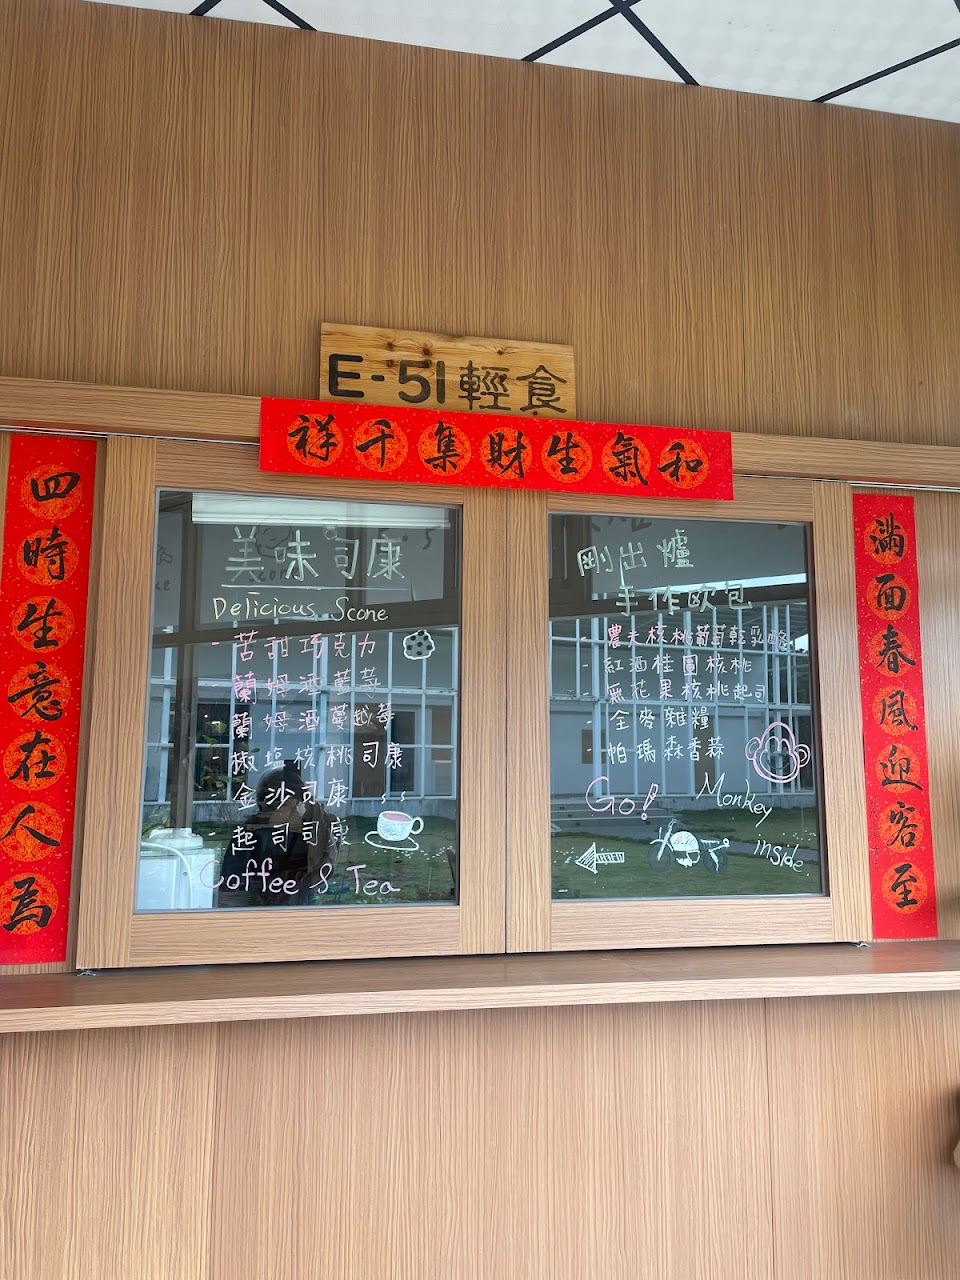 E-51輕食
和氣生財集千祥
滿面春風迎客至
四時生意在人為
美味司康
Delicious Scone
- 苦甜巧克力
- 蘭姆酒藍莓
- 蘭姆酒蔓越莓
- 椒塩核桃司康
- 金沙司康
- 起司司康
Coffee & Tea
剛出爐
手作欧包
- 農夫核桃葡萄乾乳酪
- 紅酒桂圓核桃
- 無花果核桃起司
- 全麥雜糧
- 帕瑪森香蒜
Go!
Monkey
inside.